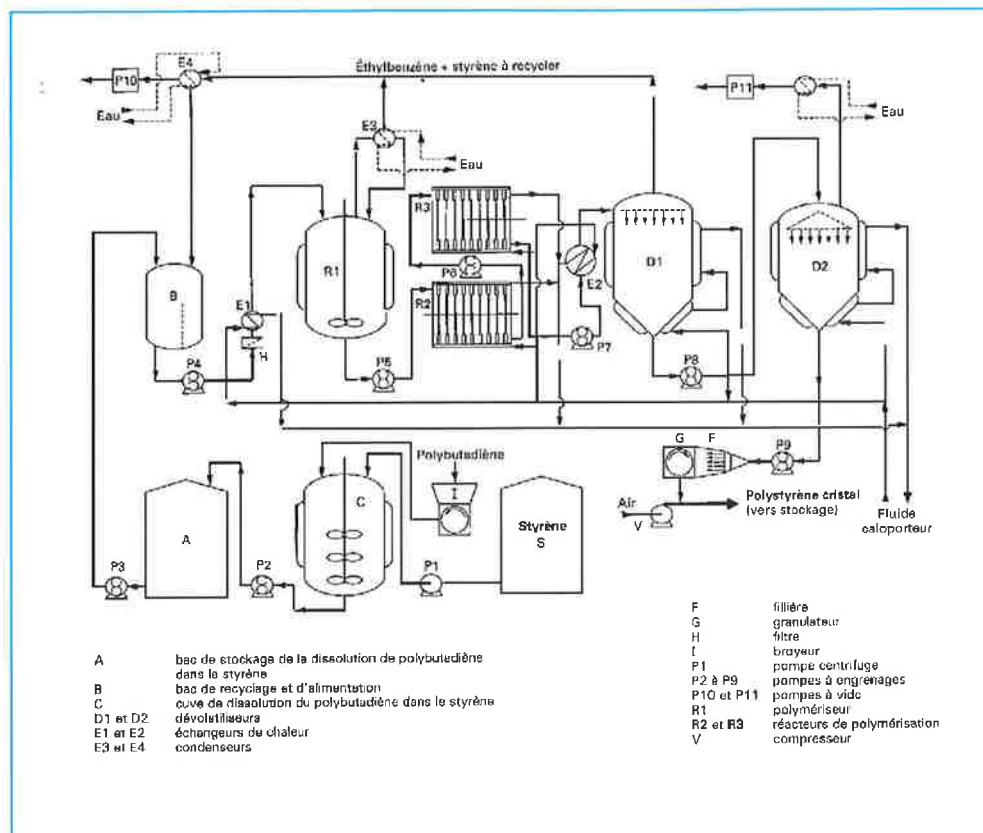 E4
P10
Éthylbenzène + styrène à recycler
P11
Eau
Eau
E3
Eau
R3
R1
P6
E2
D1
D2
B
E1
R2
H
P4
P5
P7
P8
G F
P9
Polybutadiène
I
C
A
Styrène
S
Air
V
Polystyrène cristal
(vers stockage)
Fluide
caloporteur
P3
P2
P1
A bac de stockage de la dissolution de polybutadiène
dans la styrène
B bac de recyclage et d'alimentation
C cuve de dissolution du polybutadiène dans le styrène
D1 et D2 dévolatiliseurs
E1 et E2 échangeurs de chaleur
E3 et E4 condenseurs
F fillière
G granulateur
H filtre
I broyeur
P1 pompe centrifuge
P2 à P9 pompes à engrenages
P10 et P11 pompes à vide
R1 polymériseur
R2 et R3 réacteurs de polymérisation
V compresseur